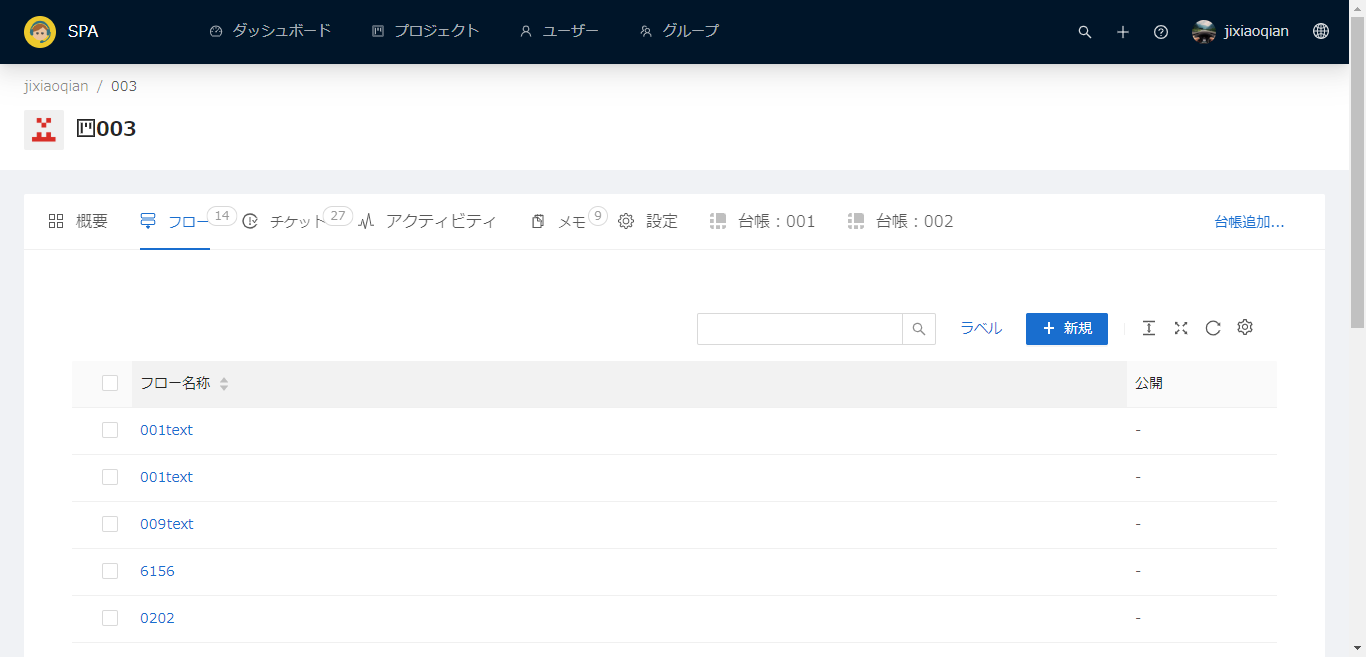 SPA ダッシュボード プロジェクト ユーザー グループ jixiaoqian
jixiaoqian / 003
003
概要 フロー 14 チケット 27 アクティビティ メモ 9 設定 台帳：001 台帳：002 台帳追加...
ラベル + 新規
フロー名称 公開
001text -
001text -
009text -
6156 -
0202 -